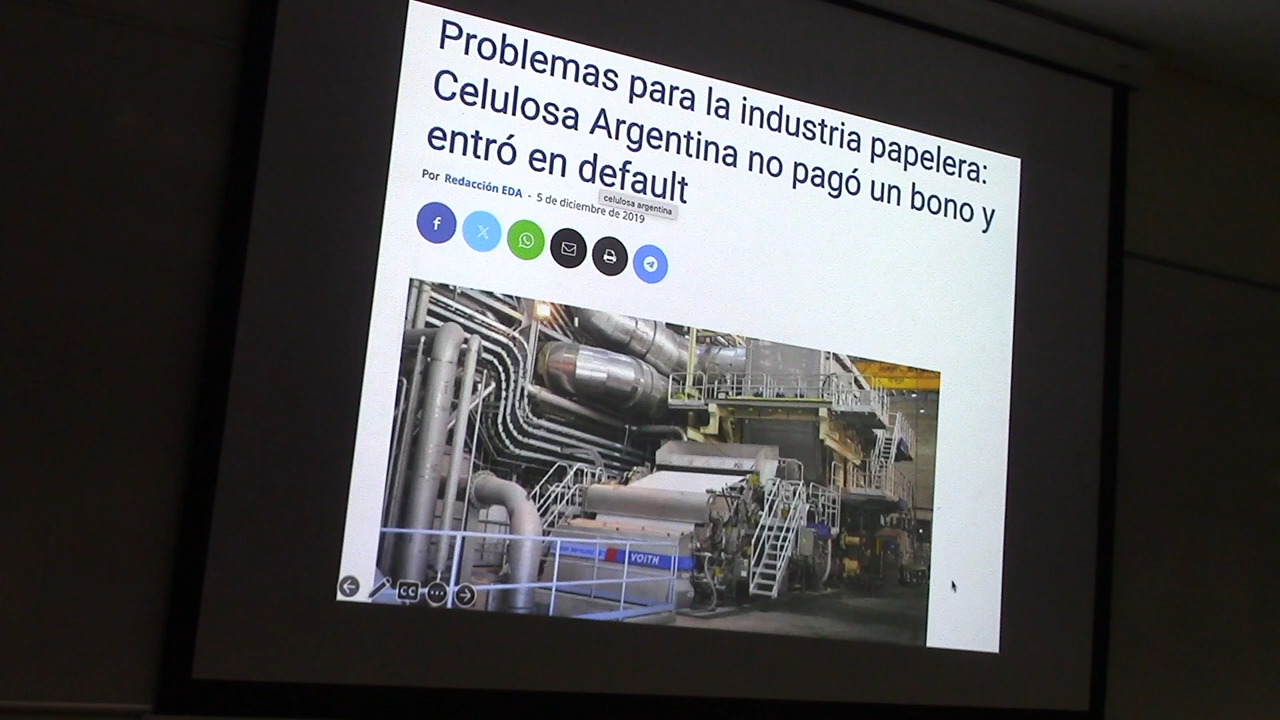 Problemas para la industria papelera:
Celulosa Argentina no pagó un bono y
entró en default
Por Redacción EDA - 5 de diciembre de 2019
celulosa argentina
VOITH
CC